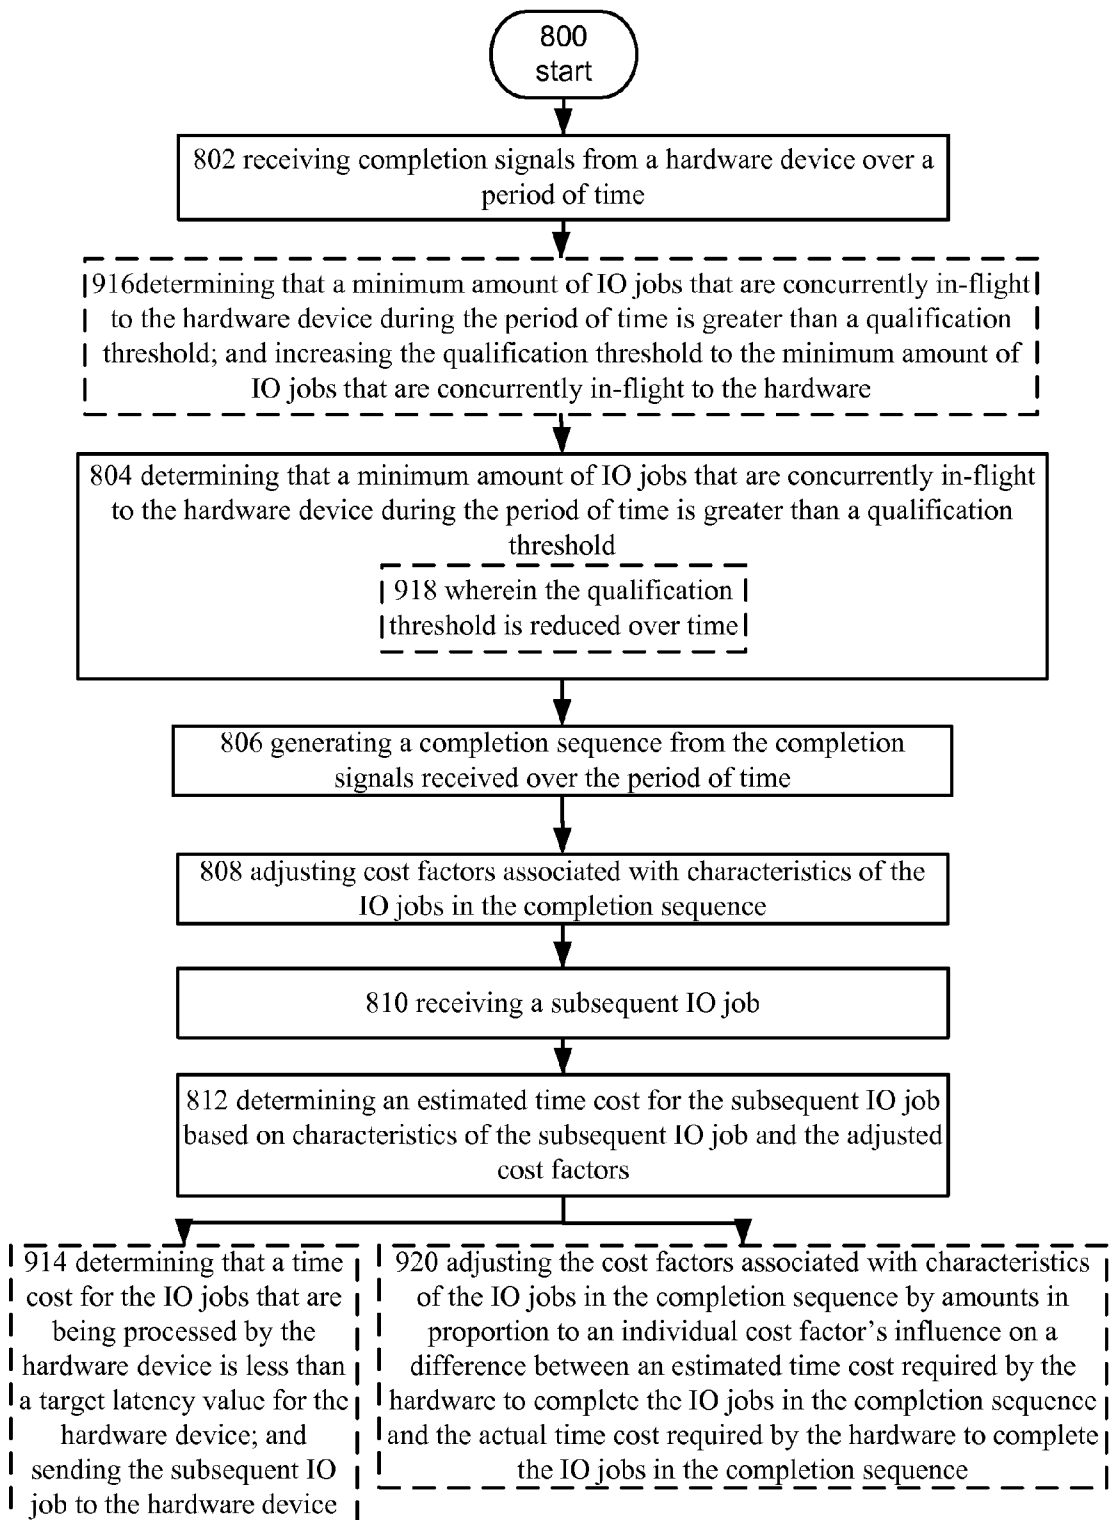 800
start
802 receiving completion signals from a hardware device over a
period of time
916determining that a minimum amount of IO jobs that are concurrently in-flight
to the hardware device during the period of time is greater than a qualification
threshold; and increasing the qualification threshold to the minimum amount of
IO jobs that are concurrently in-flight to the hardware
804 determining that a minimum amount of IO jobs that are concurrently in-flight
to the hardware device during the period of time is greater than a qualification
threshold
918 wherein the qualification
threshold is reduced over time
806 generating a completion sequence from the completion
signals received over the period of time
808 adjusting cost factors associated with characteristics of the
IO jobs in the completion sequence
810 receiving a subsequent IO job
812 determining an estimated time cost for the subsequent IO job
based on characteristics of the subsequent IO job and the adjusted
cost factors
914 determining that a time
cost for the IO jobs that are
being processed by the
hardware device is less than
a target latency value for the
hardware device; and
sending the subsequent IO
job to the hardware device
920 adjusting the cost factors associated with characteristics
of the IO jobs in the completion sequence by amounts in
proportion to an individual cost factor's influence on a
difference between an estimated time cost required by the
hardware to complete the IO jobs in the completion sequence
and the actual time cost required by the hardware to complete
the IO jobs in the completion sequence